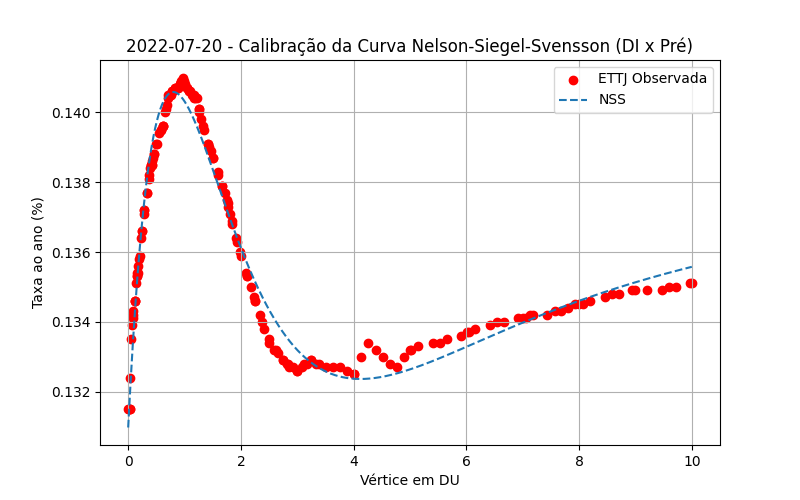 2022-07-20 - Calibração da Curva Nelson-Siegel-Svensson (DI x Pré)
ETTJ Observada
NSS
Taxa ao ano (%)
0.140
0.138
0.136
0.134
0.132
0
2
4
6
8
10
Vértice em DU